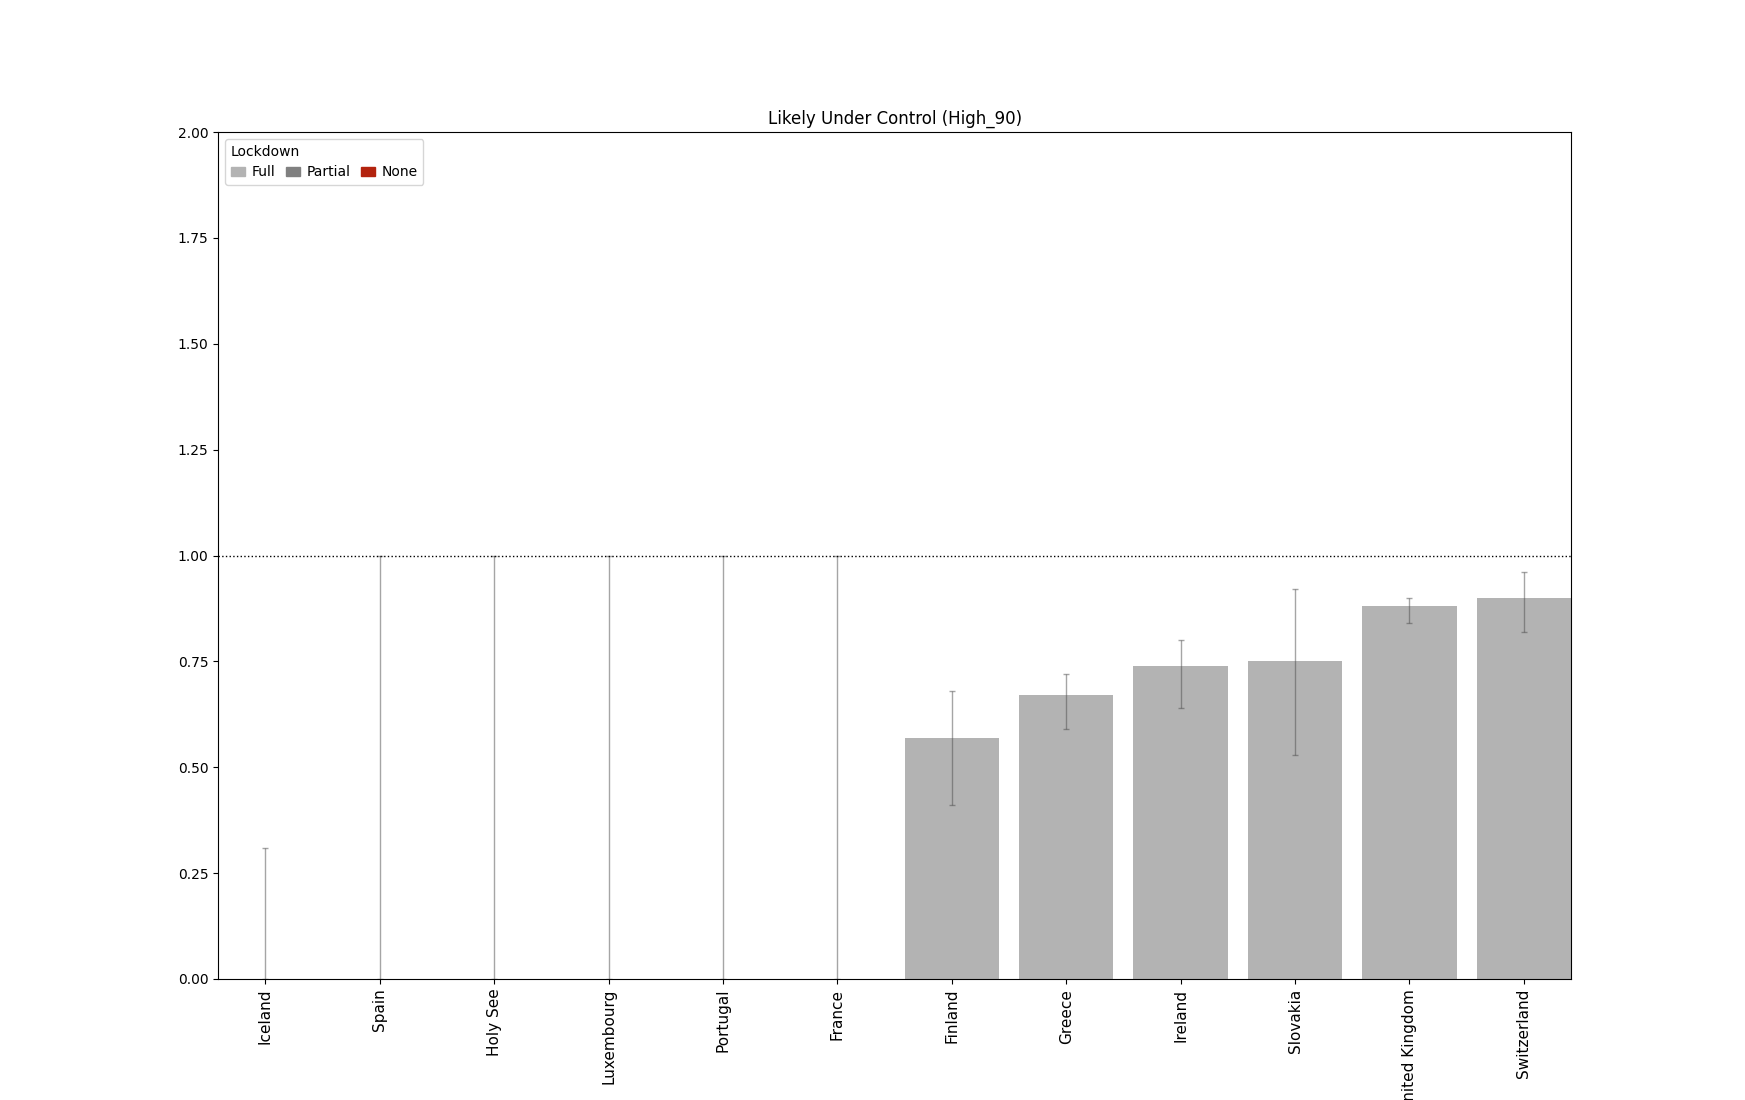 Likely Under Control (High_90)
Lockdown
Full Partial None
2.00
1.75
1.50
1.25
1.00
0.75
0.50
0.25
0.00
Iceland
Spain
Holy See
Luxembourg
Portugal
France
Finland
Greece
Ireland
Slovakia
nited Kingdom
Switzerland